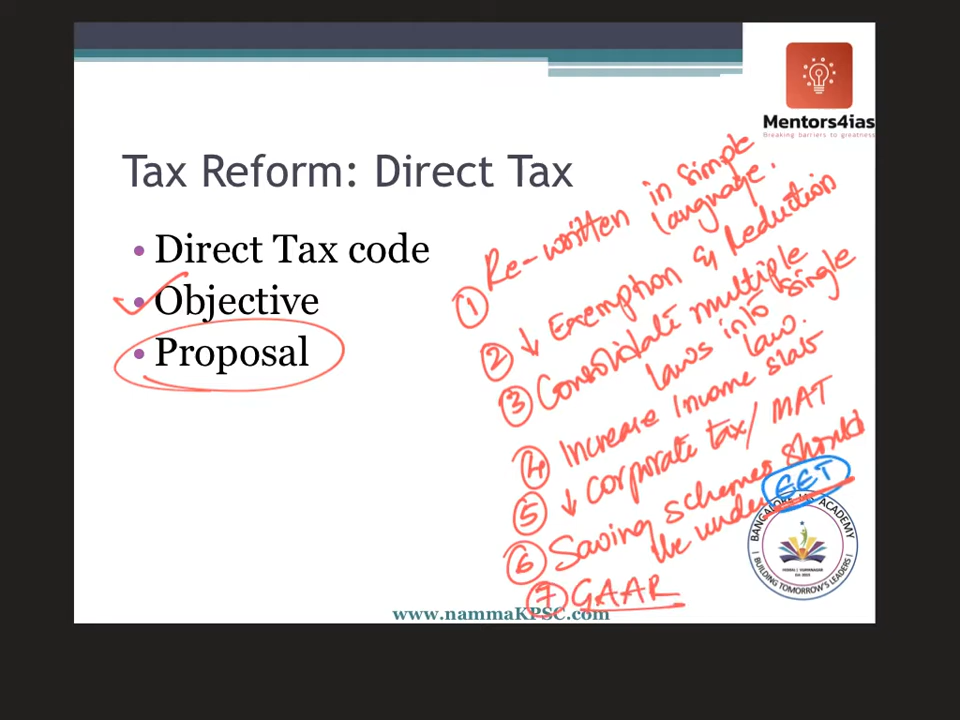 Mentors4ias
Breaking barriers to greatness
Tax Reform: Direct Tax
• Direct Tax code
• Objective
• Proposal
① Re-written in simple
language.
② ↓ Exemption & Reduction
③ Consolidate multiple
laws into single
law.
④ Increase Income slab
⑤ ↓ Corporate tax/ MAT
⑥ Saving schemes should
be under EET
⑦ GAAR
BANGALORE IAS ACADEMY
| BUILDING TOMORROW'S LEADERS |
www.nammaKPSC.com